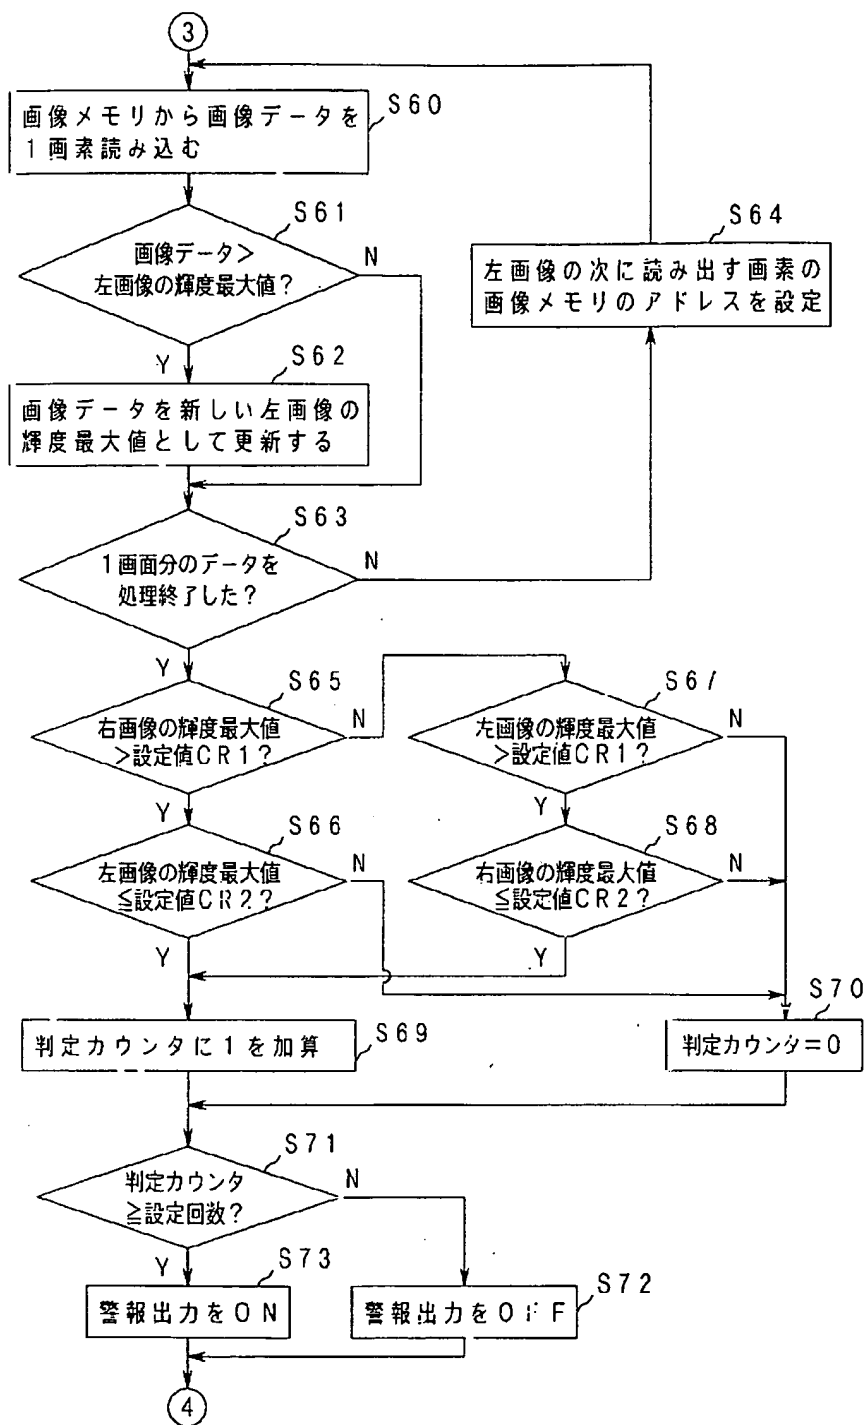 ③
S60
画像メモリから画像データを
1画素読み込む
S61
画像データ>
左画像の輝度最大値?
N
Y
S64
左画像の次に読み出す画素の
画像メモリのアドレスを設定
S62
画像データを新しい左画像の
輝度最大値として更新する
S63
1画面分のデータを
処理終了した?
N
Y
S65
右画像の輝度最大値
>設定値CR1?
N
Y
S67
左画像の輝度最大値
>設定値CR1?
N
Y
S66
左画像の輝度最大値
≦設定値CR2?
N
Y
S68
右画像の輝度最大値
≦設定値CR2?
N
Y
S69
判定カウンタに1を加算
S70
判定カウンタ=0
S71
判定カウンタ
≧設定回数?
N
Y
S73
警報出力をON
S72
警報出力をOFF
④